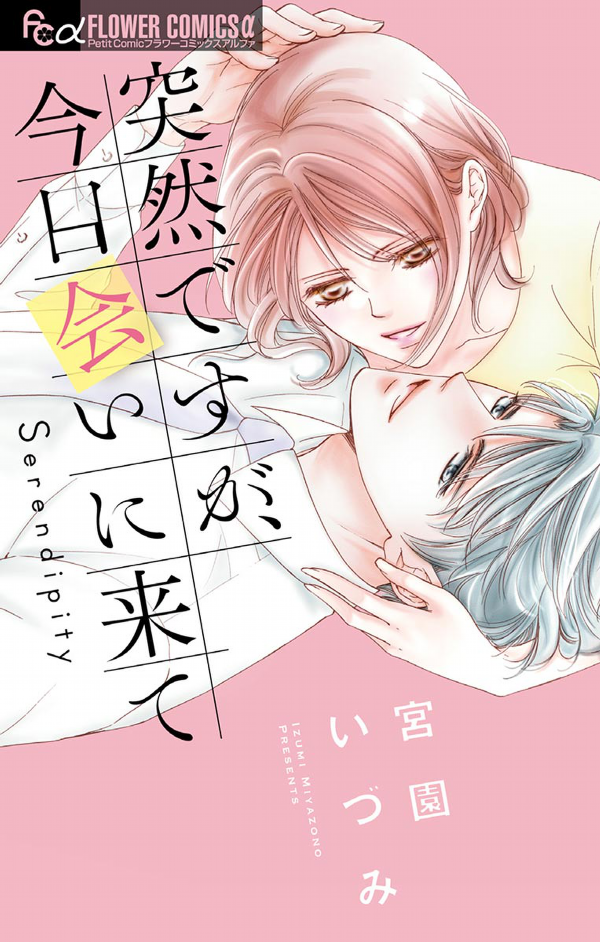 FCα FLOWER COMICSα
Petit Comicフラワーコミックスアルファ
突然ですが、
今日会いに来て
Serendipity
宮園
いづみ
IZUMI MIYAZONO
PRESENTS